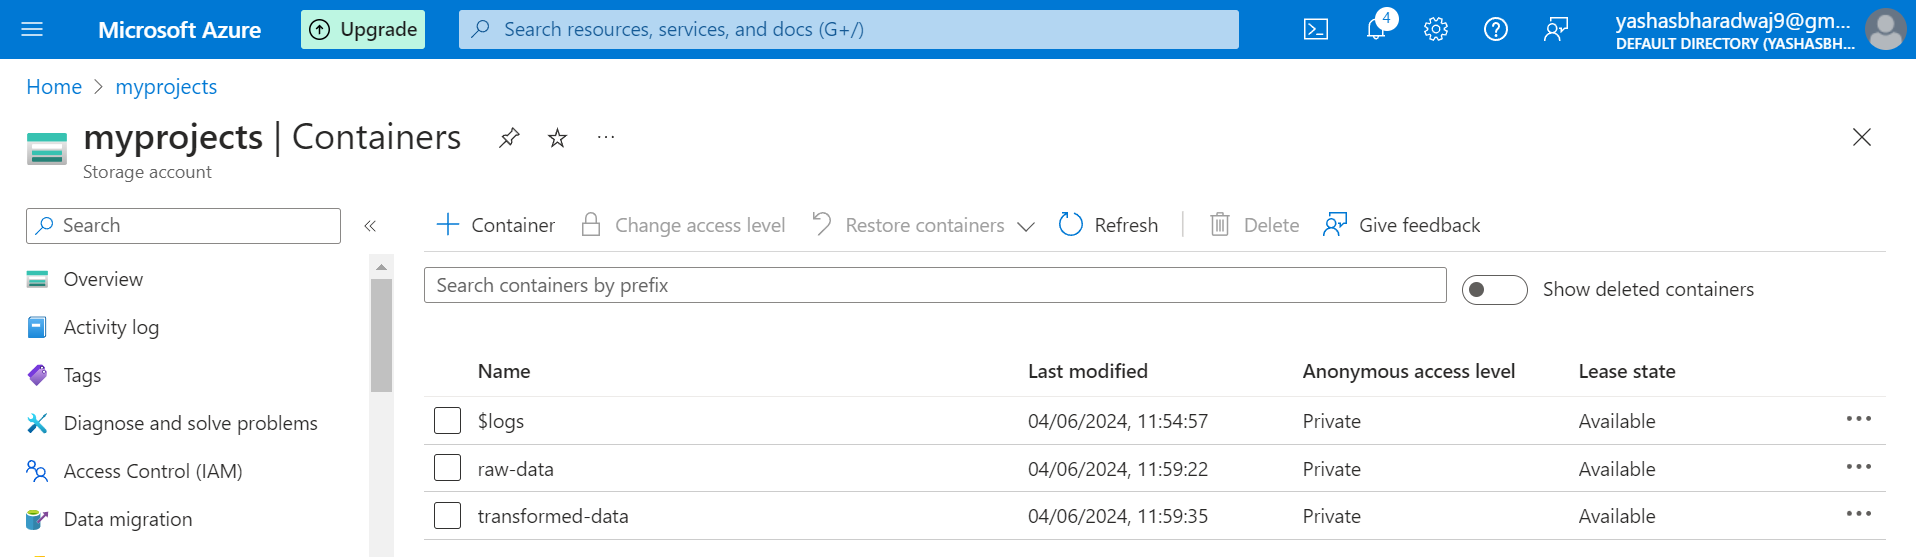 Microsoft Azure
Upgrade
Search resources, services, and docs (G+/)
4
yashasbharadwaj9@gm...
DEFAULT DIRECTORY (YASHASBH...
Home > myprojects
myprojects | Containers
Storage account
Search
Container
Change access level
Restore containers
Refresh
Delete
Give feedback
Search containers by prefix
Show deleted containers
Overview
Activity log
Tags
Diagnose and solve problems
Access Control (IAM)
Data migration
Name Last modified Anonymous access level Lease state
$logs 04/06/2024, 11:54:57 Private Available
raw-data 04/06/2024, 11:59:22 Private Available
transformed-data 04/06/2024, 11:59:35 Private Available